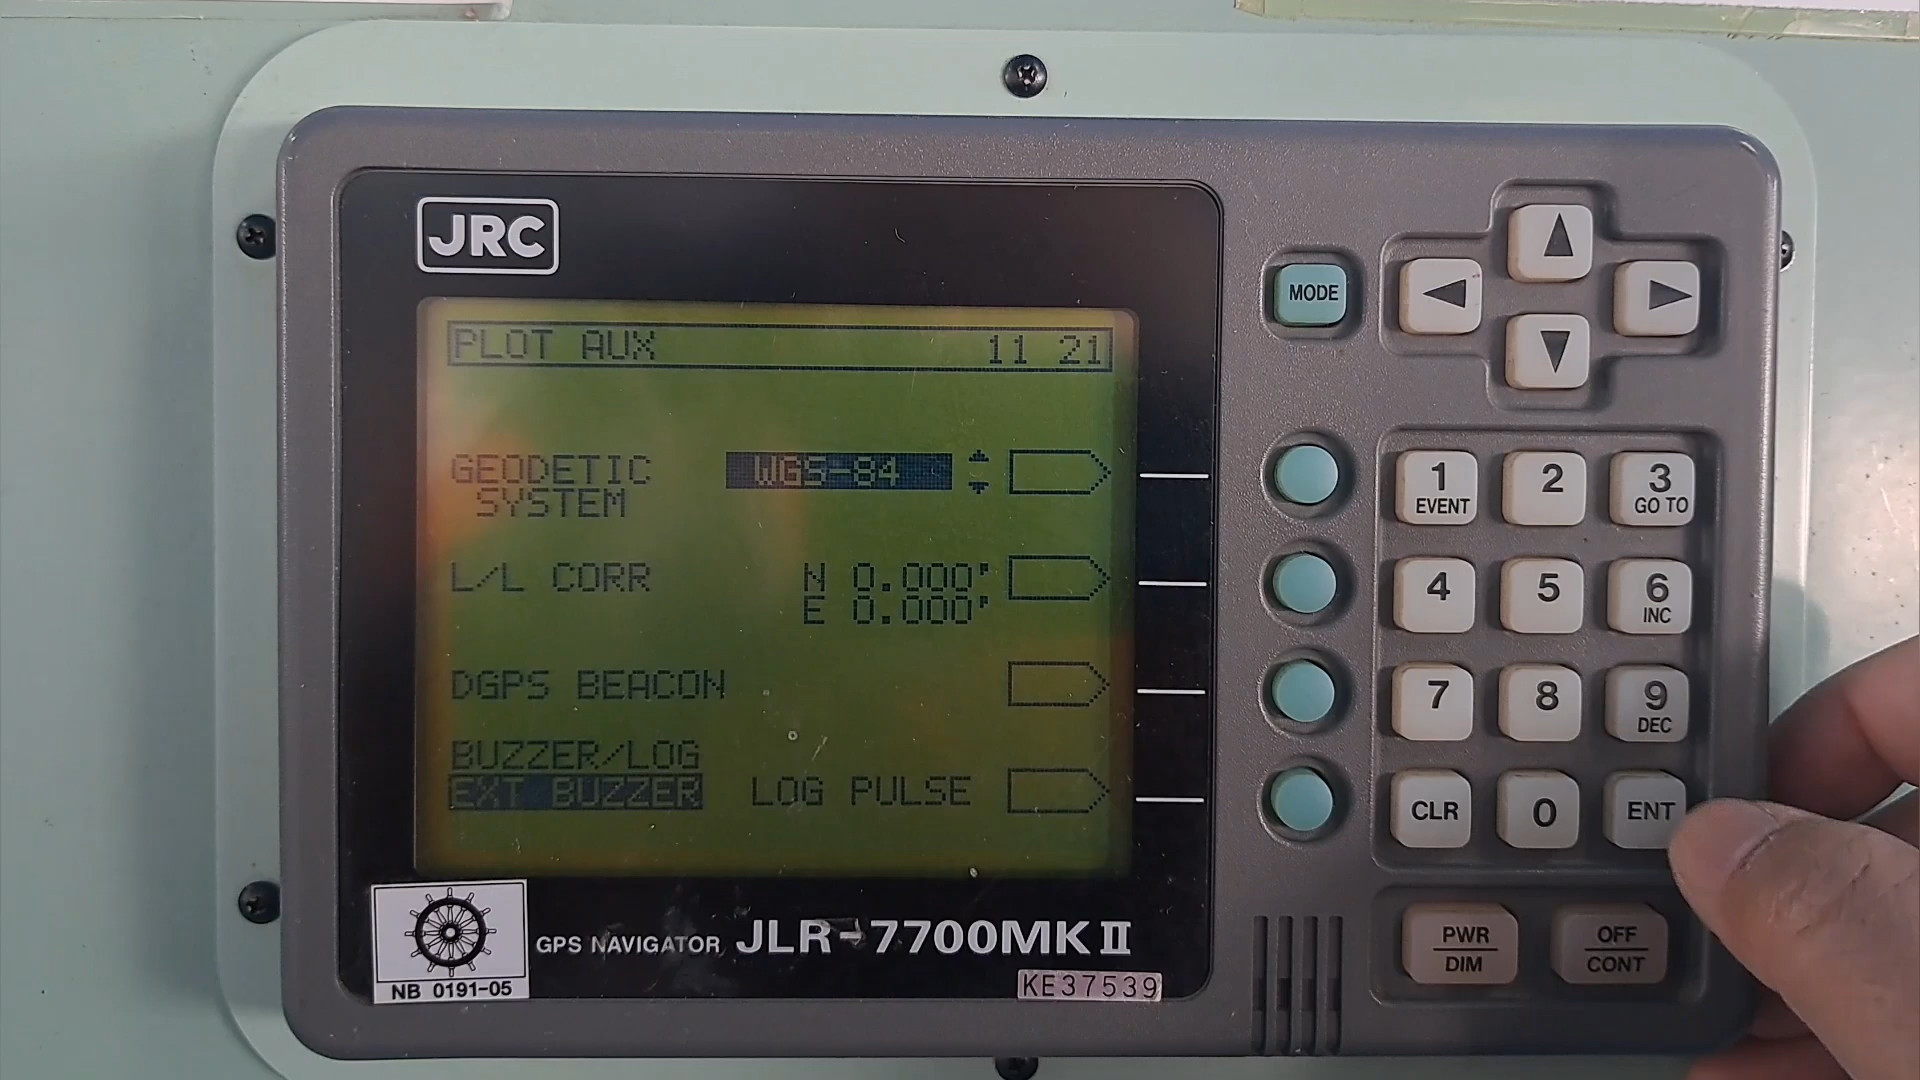 JRC
PLOT AUX 11 21
GEODETIC WGS-84
SYSTEM
L/L CORR N 0.000'
E 0.000'
DGPS BEACON
BUZZER/LOG
EXT BUZZER LOG PULSE
NB 0191-05
GPS NAVIGATOR JLR-7700MKⅡ
KE37539
MODE
1 2 3
EVENT GO TO
4 5 6
INC
7 8 9
DEC
CLR 0 ENT
PWR OFF
DIM CONT